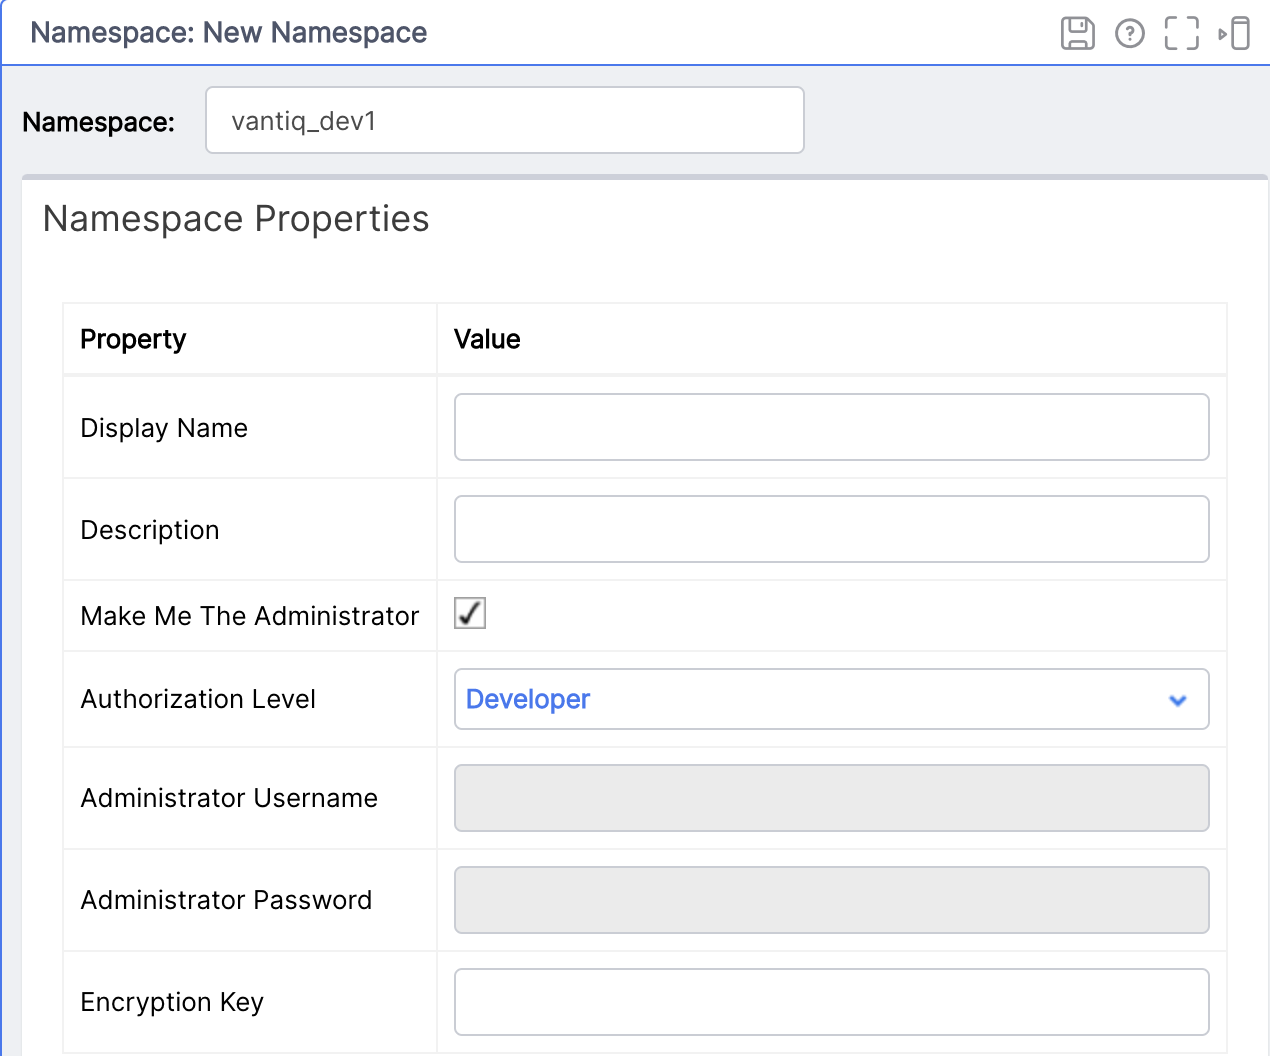 Namespace: New Namespace
Namespace: vantiq_dev1
Namespace Properties
Property Value
Display Name
Description
Make Me The Administrator
Authorization Level Developer
Administrator Username
Administrator Password
Encryption Key